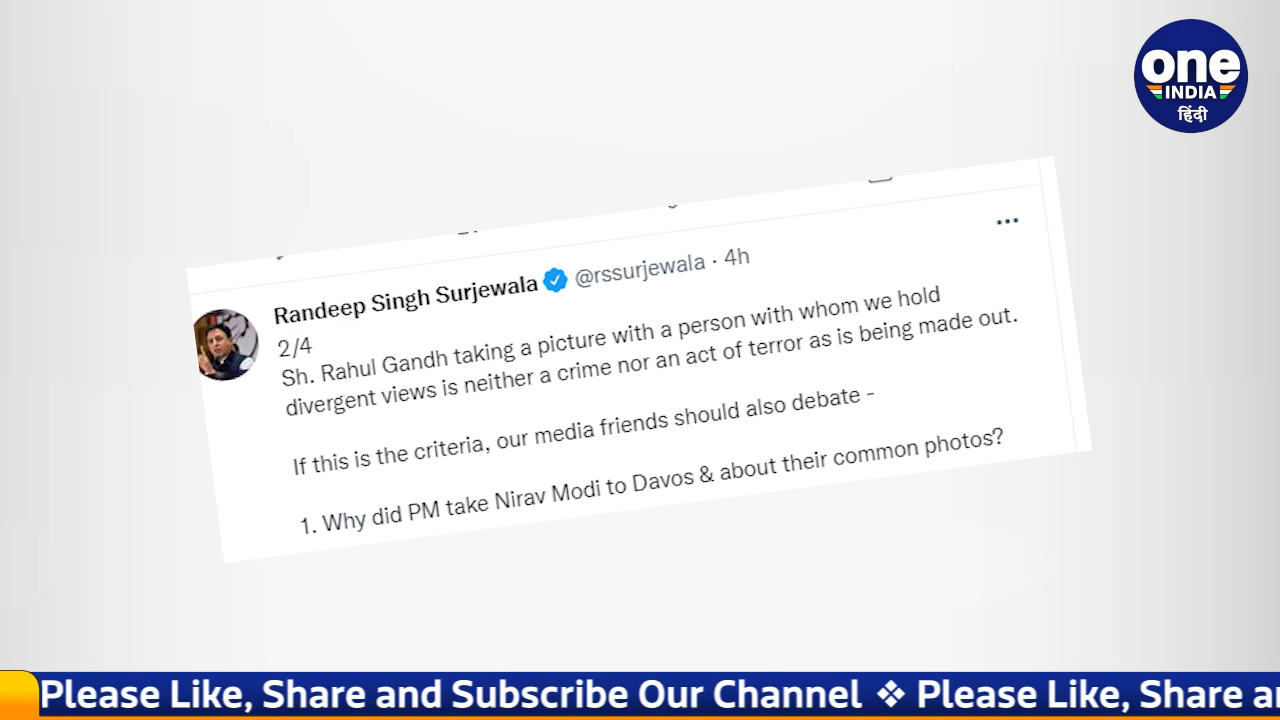 one
INDIA
हिंदी
Randeep Singh Surjewala @rssurjewala · 4h
2/4
Sh. Rahul Gandh taking a picture with a person with whom we hold
divergent views is neither a crime nor an act of terror as is being made out.
If this is the criteria, our media friends should also debate -
1. Why did PM take Nirav Modi to Davos & about their common photos?
Please Like, Share and Subscribe Our Channel ❖ Please Like, Share an